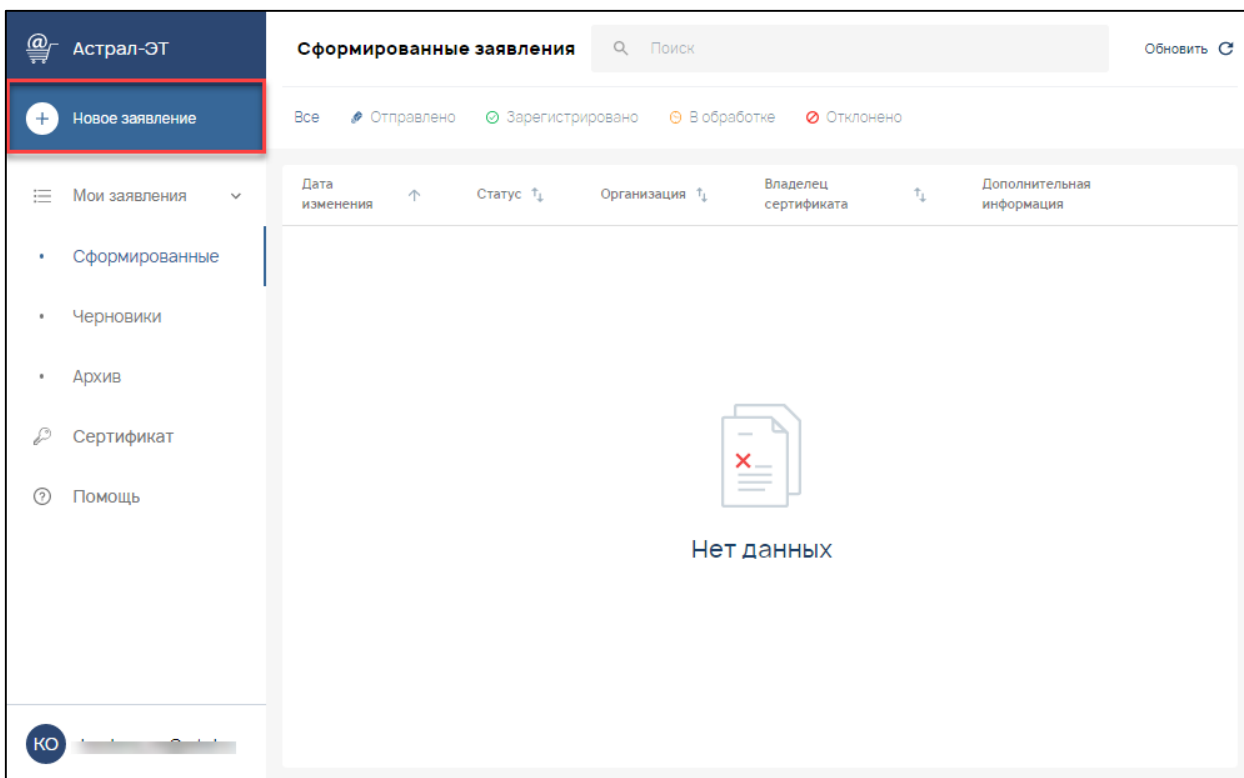 Астрал-ЭТ
Сформированные заявления
Поиск
Обновить
Новое заявление
Все Отправлено Зарегистрировано В обработке Отклонено
Мои заявления
Дата изменения Статус Организация Владелец сертификата Дополнительная информация
Сформированные
Черновики
Архив
Сертификат
Помощь
Нет данных
КО